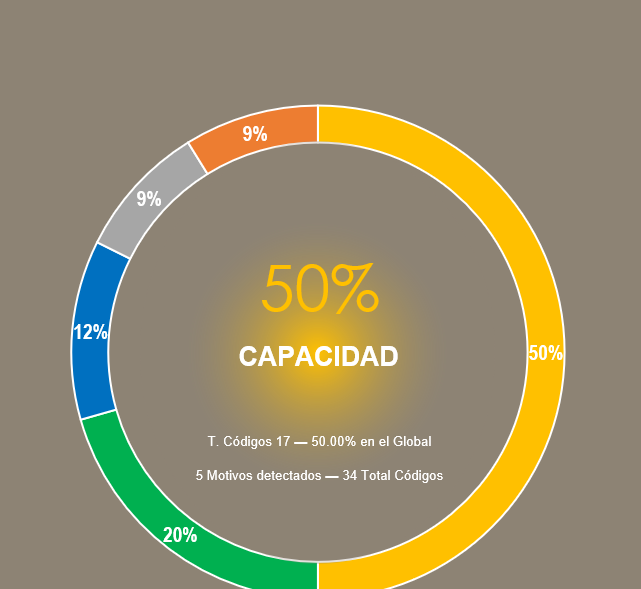 9%
9%
50%
12%
CAPACIDAD
50%
T. Códigos 17 — 50.00% en el Global
5 Motivos detectados — 34 Total Códigos
20%